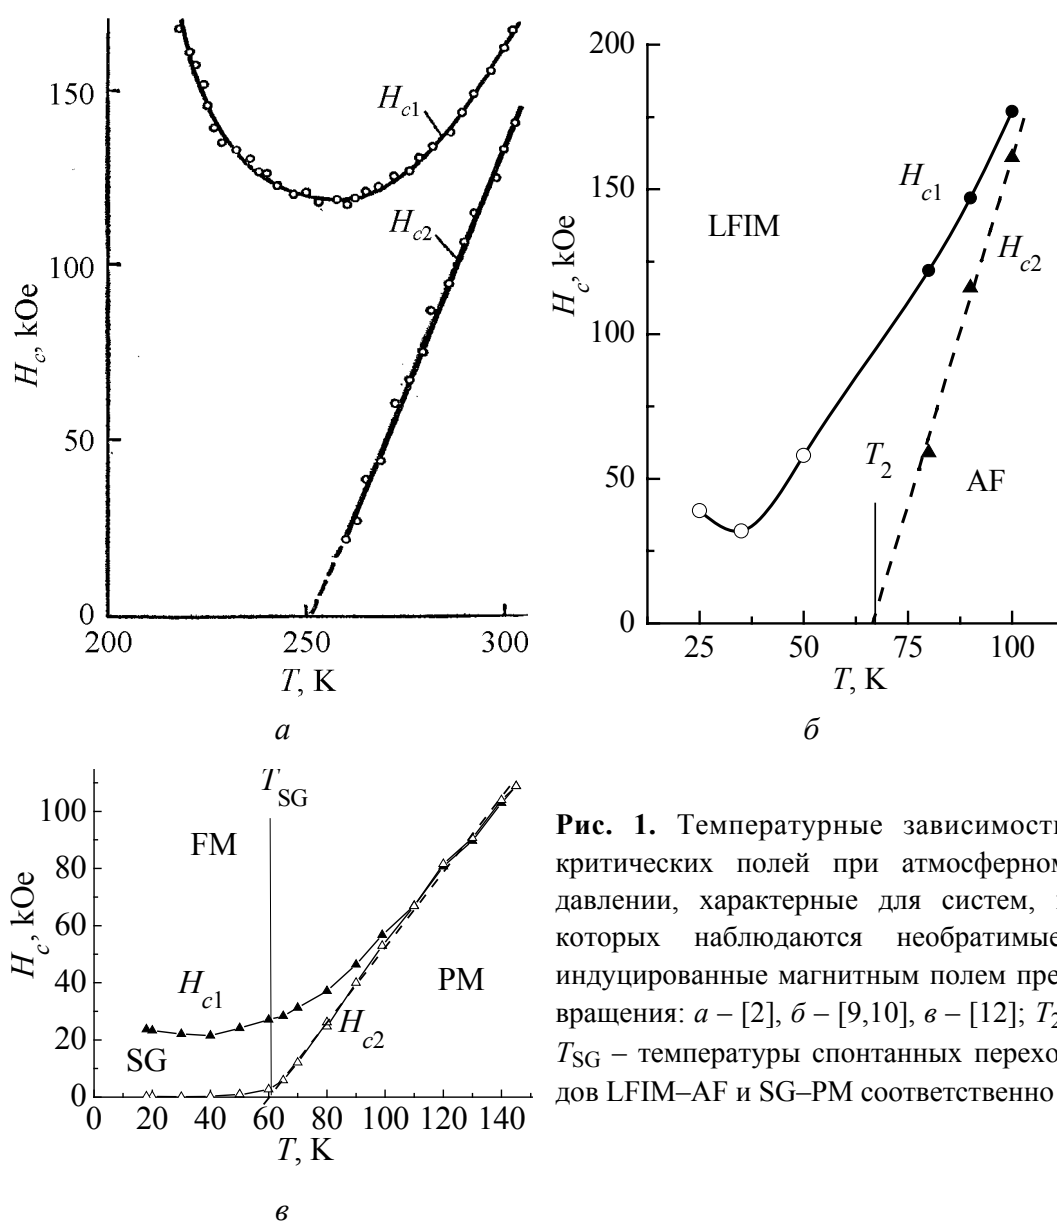 150
100
50
0
200
250
300
H_c, kOe
T, K
H_c1
H_c2
а
200
150
100
50
0
25
50
75
100
H_c, kOe
T, K
LFIM
H_c1
H_c2
T_2
AF
б
100
80
60
40
20
0
0
20
40
60
80
100
120
140
H_c, kOe
T, K
T_SG
FM
H_c1
PM
H_c2
SG
в
Рис. 1. Температурные зависимост
критических полей при атмосферном
давлении, характерные для систем,
которых наблюдаются необратимые
индуцированные магнитным полем пре
вращения: а – [2], б – [9,10], в – [12]; T_2
T_SG – температуры спонтанных перехо
дов LFIM–AF и SG–PM соответственно